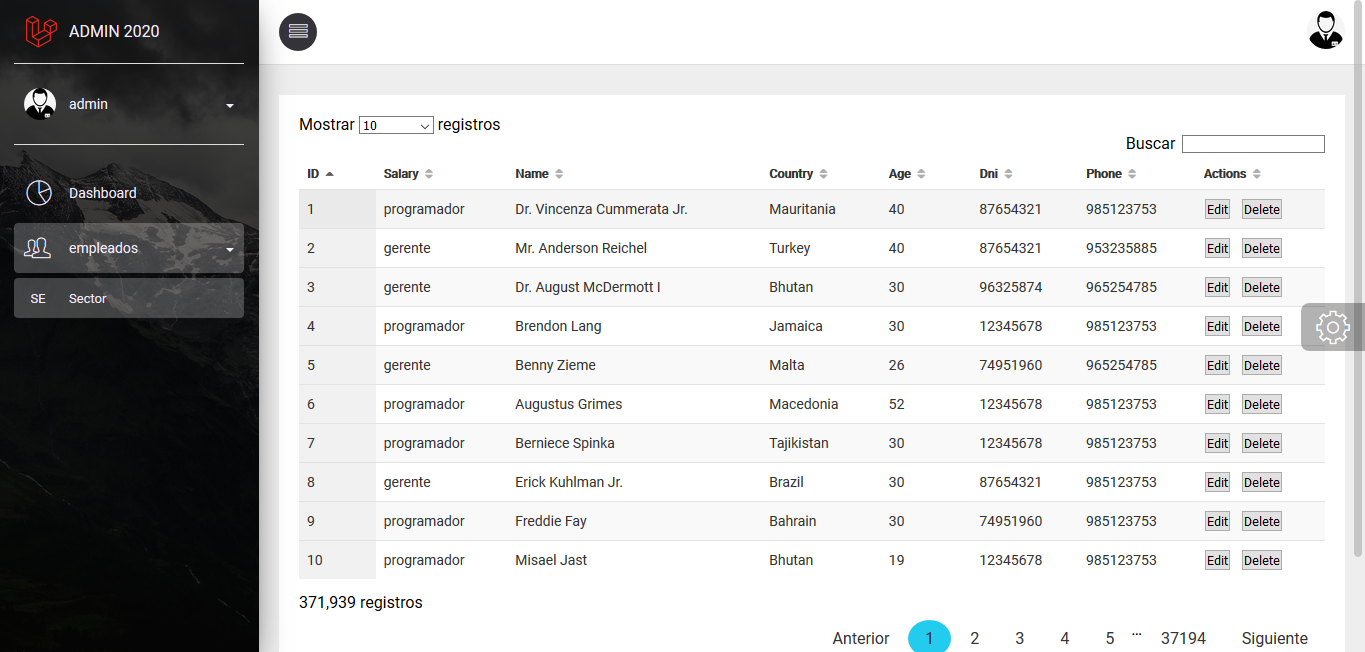 ADMIN 2020
admin
Dashboard
empleados
SE Sector
Mostrar 10 registros
Buscar
ID Salary Name Country Age Dni Phone Actions
1 programador Dr. Vincenza Cummerata Jr. Mauritania 40 87654321 985123753 Edit Delete
2 gerente Mr. Anderson Reichel Turkey 40 87654321 953235885 Edit Delete
3 gerente Dr. August McDermott I Bhutan 30 96325874 965254785 Edit Delete
4 programador Brendon Lang Jamaica 30 12345678 985123753 Edit Delete
5 gerente Benny Zieme Malta 26 74951960 965254785 Edit Delete
6 programador Augustus Grimes Macedonia 52 12345678 985123753 Edit Delete
7 programador Berniece Spinka Tajikistan 30 12345678 985123753 Edit Delete
8 gerente Erick Kuhlman Jr. Brazil 30 87654321 985123753 Edit Delete
9 programador Freddie Fay Bahrain 30 74951960 985123753 Edit Delete
10 programador Misael Jast Bhutan 19 12345678 985123753 Edit Delete
371,939 registros
Anterior 1 2 3 4 5 ... 37194 Siguiente